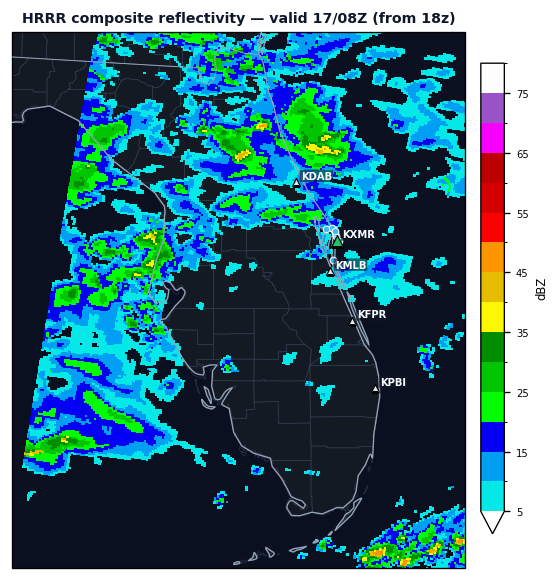 HRRR composite reflectivity — valid 17/08Z (from 18z)
KDAB
KXMR
KMLB
KFPR
KPBI
75
65
55
45
35
25
15
5
dBZ